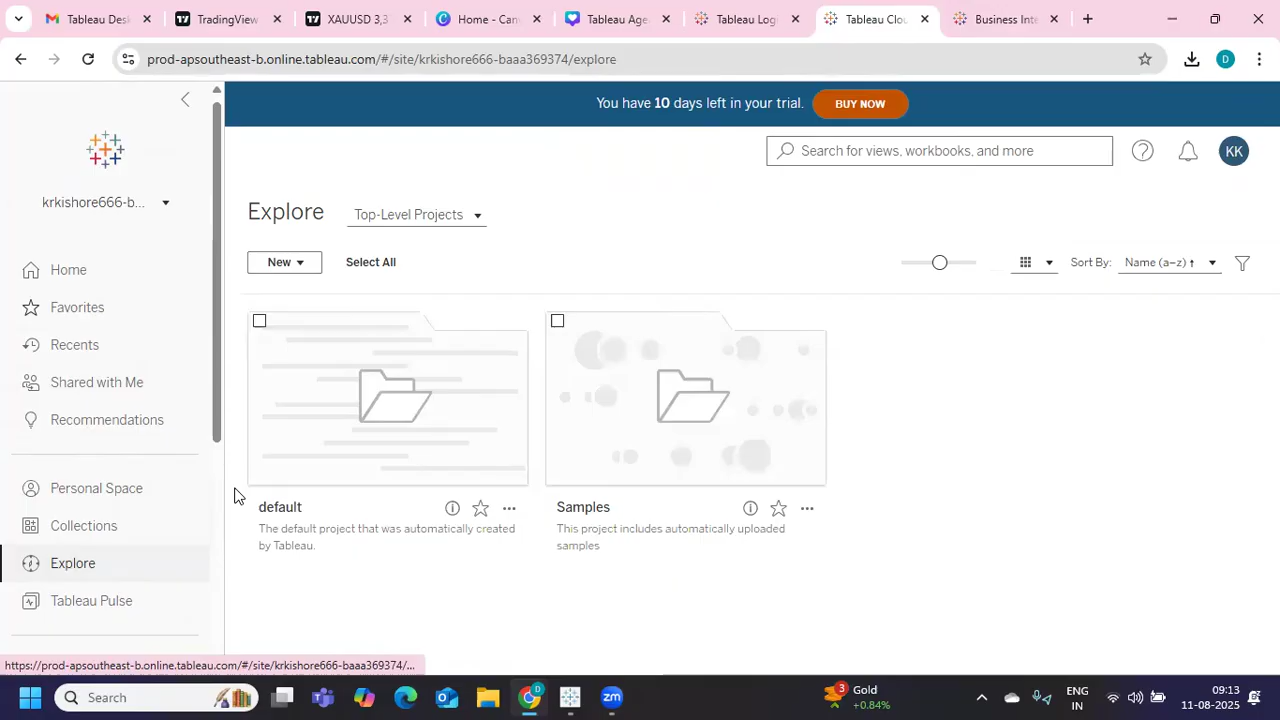 Tableau Desk
TradingView
XAUUSD 3,3
Home - Can
Tableau Age
Tableau Logi
Tableau Clou
Business Inte
prod-apsoutheast-b.online.tableau.com/#/site/krkishore666-baaa369374/explore
D
You have 10 days left in your trial.
BUY NOW
Search for views, workbooks, and more
KK
krkishore666-b...
Explore
Top-Level Projects
New
Select All
Sort By:
Name (a–z) ↑
Home
Favorites
Recents
Shared with Me
Recommendations
Personal Space
Collections
Explore
Tableau Pulse
default
The default project that was automatically created
by Tableau.
Samples
This project includes automatically uploaded
samples
https://prod-apsoutheast-b.online.tableau.com/#/site/krkishore666-baaa369374/...
Search
D
zm
3
Gold
+0.84%
ENG
IN
09:13
11-08-2025